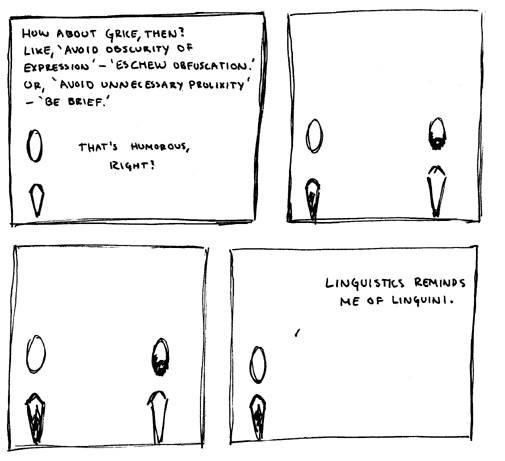 HOW ABOUT GRICE, THEN?
LIKE, 'AVOID OBSCURITY OF
EXPRESSION' – 'ESCHEW OBFUSCATION.'
OR, 'AVOID UNNECESSARY PROLIXITY'
– 'BE BRIEF.'
THAT'S HUMOROUS,
RIGHT?
LINGUISTICS REMINDS
ME OF LINGUINI.